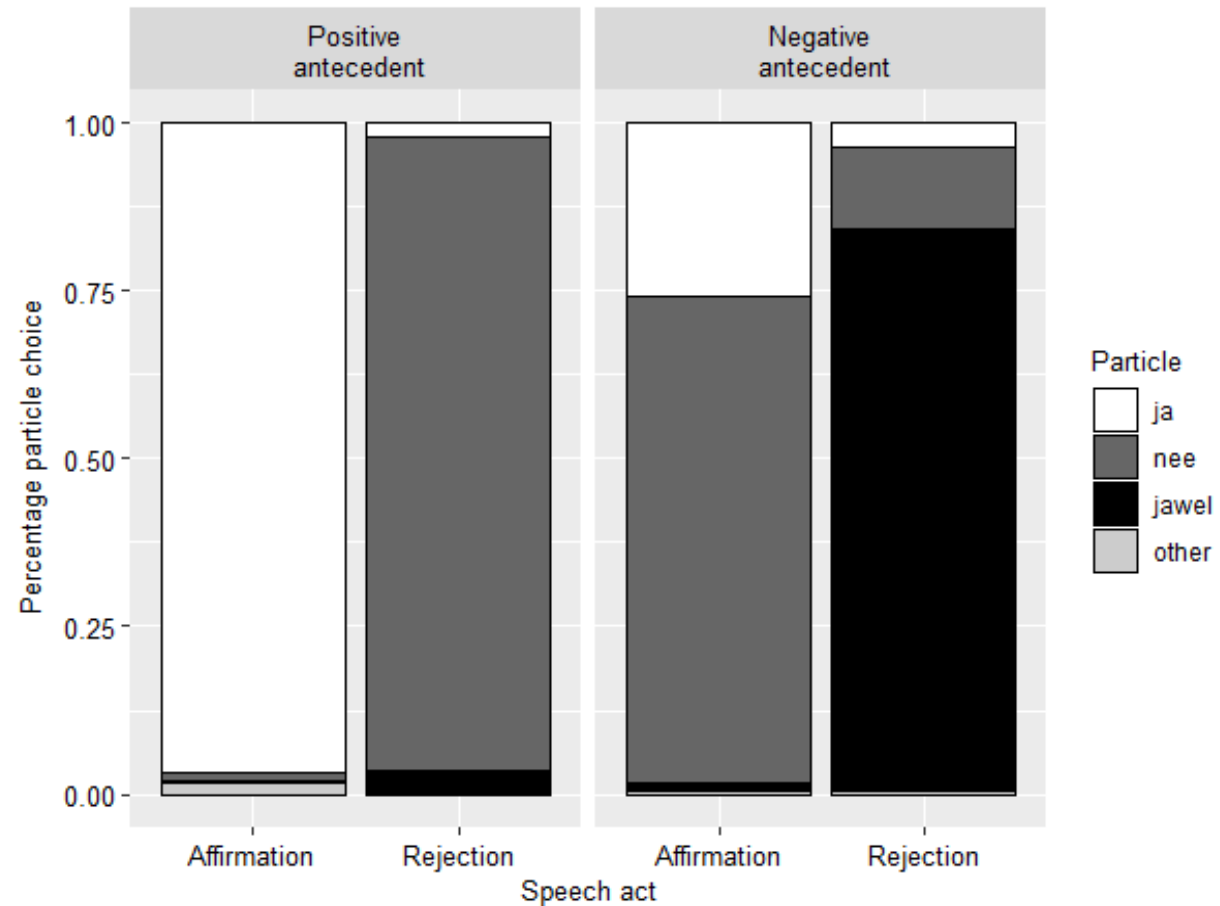 Positive
antecedent
Negative
antecedent
Percentage particle choice
1.00
0.75
0.50
0.25
0.00
Affirmation
Rejection
Affirmation
Rejection
Speech act
Particle
ja
nee
jawel
other